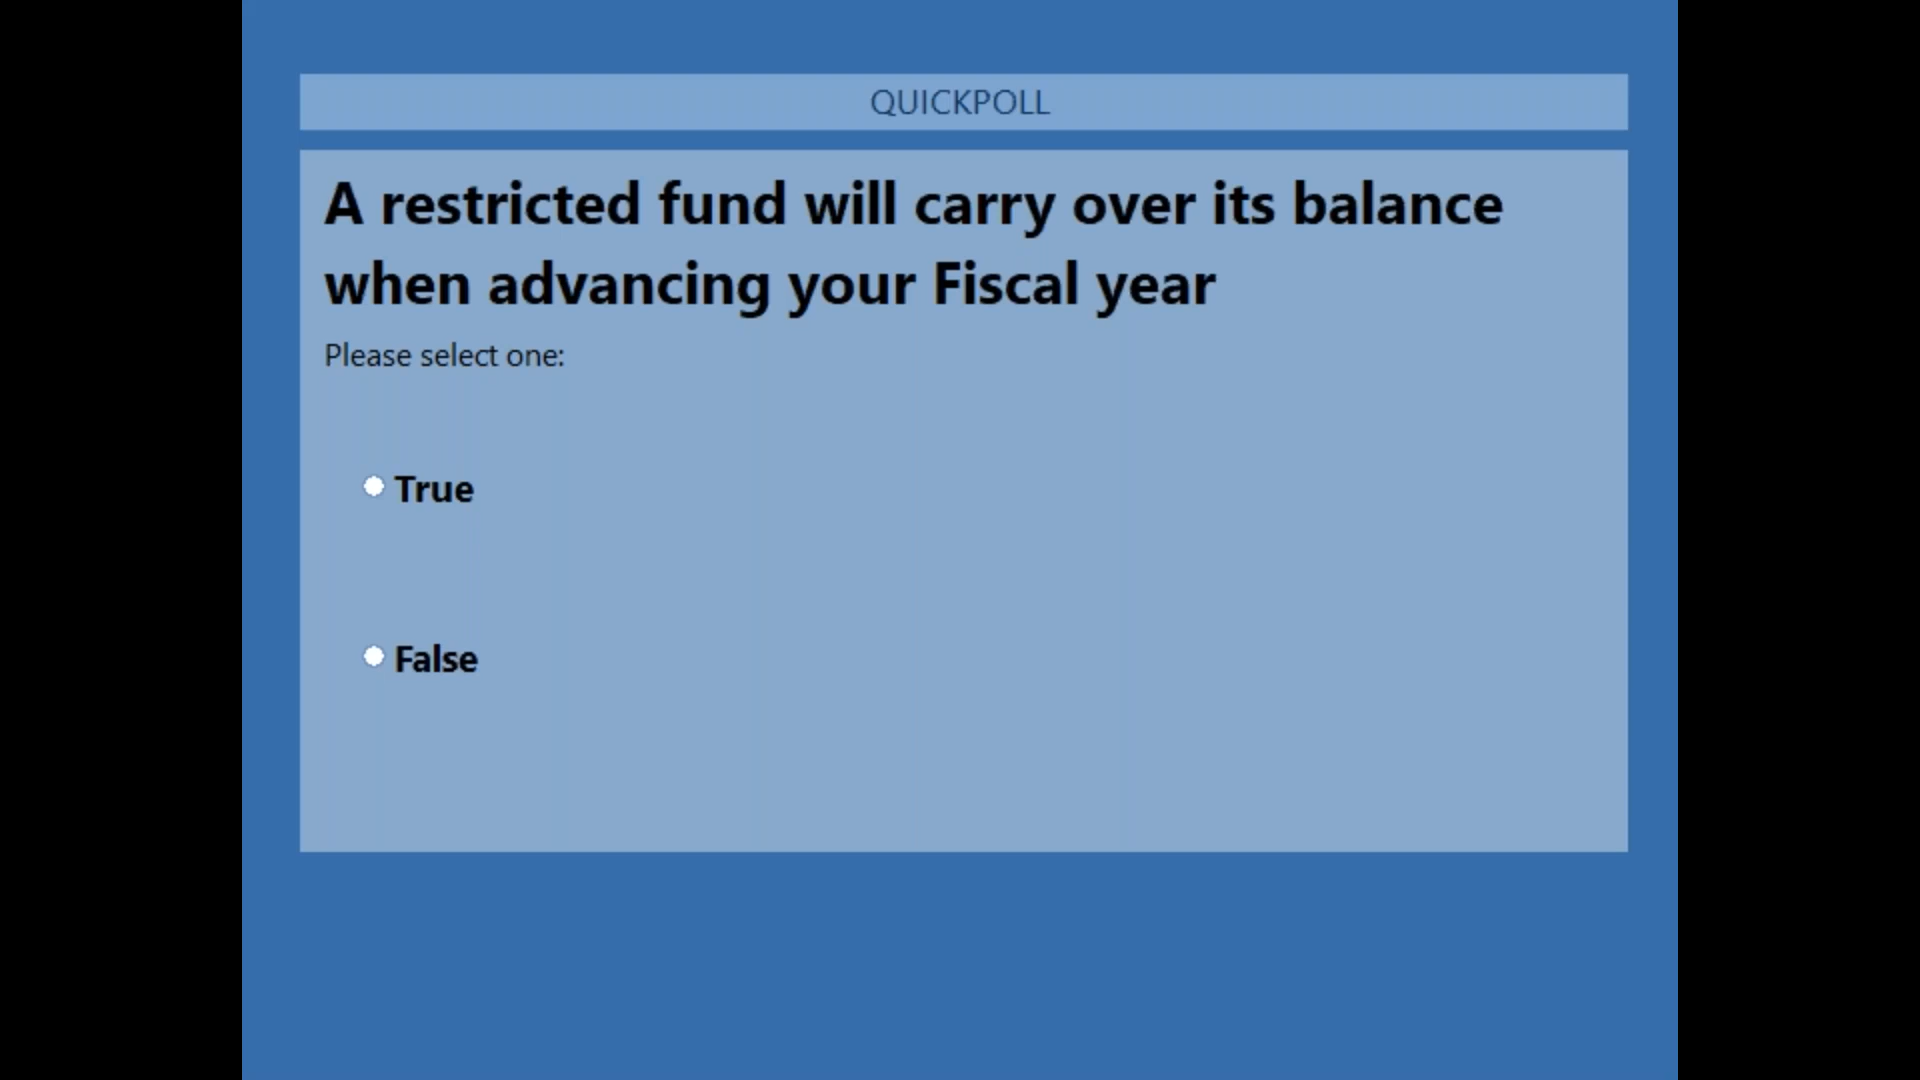 QUICKPOLL
A restricted fund will carry over its balance
when advancing your Fiscal year
Please select one:
True
False